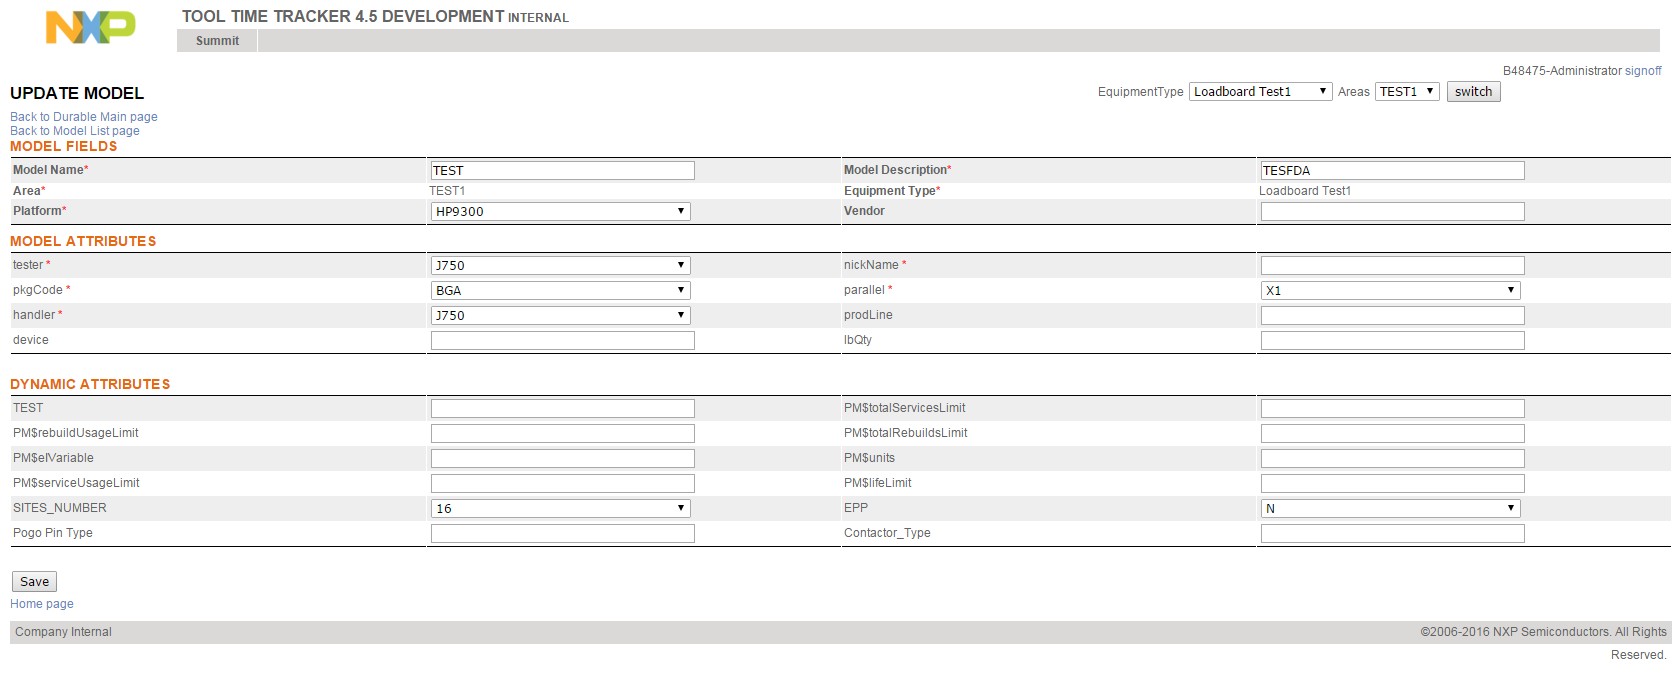 NXP
TOOL TIME TRACKER 4.5 DEVELOPMENT INTERNAL
Summit
B48475-Administrator signoff
UPDATE MODEL
EquipmentType Loadboard Test1 Areas TEST1 switch
Back to Durable Main page
Back to Model List page
MODEL FIELDS
Model Name* TEST Model Description* TESFDA
Area* TEST1 Equipment Type* Loadboard Test1
Platform* HP9300 Vendor
MODEL ATTRIBUTES
tester * J750 nickName *
pkgCode * BGA parallel * X1
handler * J750 prodLine
device lbQty
DYNAMIC ATTRIBUTES
TEST PM$totalServicesLimit
PM$rebuildUsageLimit PM$totalRebuildsLimit
PM$elVariable PM$units
PM$serviceUsageLimit PM$lifeLimit
SITES_NUMBER 16 EPP N
Pogo Pin Type Contactor_Type
Save
Home page
Company Internal ©2006-2016 NXP Semiconductors. All Rights
Reserved.